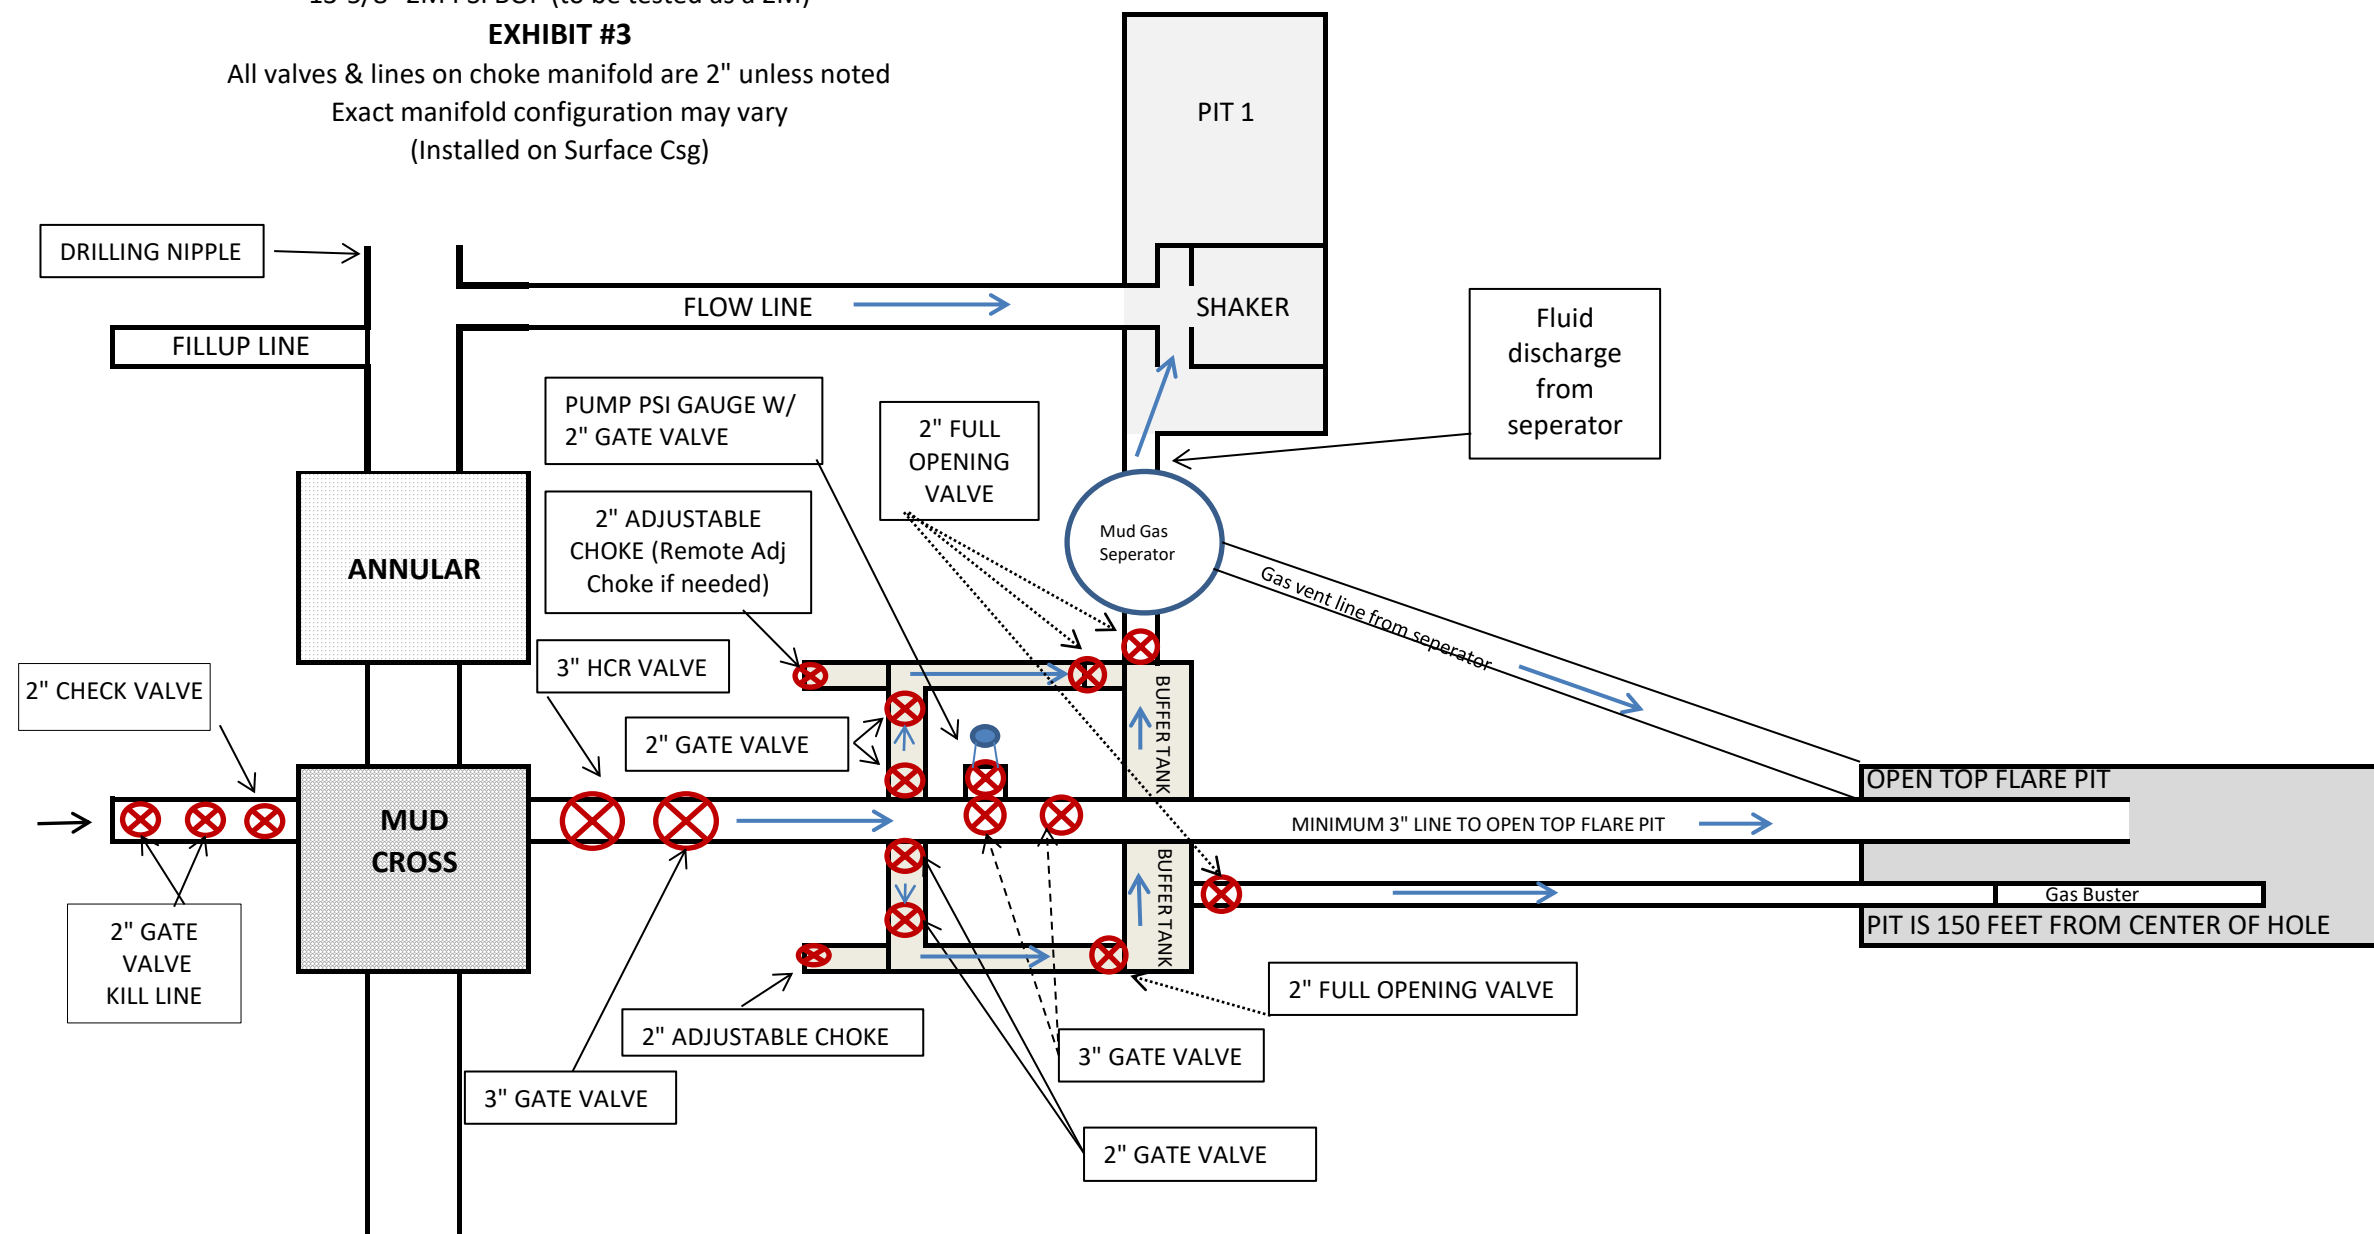 EXHIBIT #3
All valves & lines on choke manifold are 2" unless noted
Exact manifold configuration may vary
(Installed on Surface Csg)
PIT 1
DRILLING NIPPLE
FLOW LINE
SHAKER
FILLUP LINE
Fluid
discharge
from
seperator
PUMP PSI GAUGE W/
2" GATE VALVE
2" FULL
OPENING
VALVE
2" ADJUSTABLE
CHOKE (Remote Adj
Choke if needed)
Mud Gas
Seperator
ANNULAR
Gas vent line from seperator
3" HCR VALVE
2" CHECK VALVE
2" GATE VALVE
BUFFER TANK
OPEN TOP FLARE PIT
MUD
CROSS
MINIMUM 3" LINE TO OPEN TOP FLARE PIT
BUFFER TANK
Gas Buster
PIT IS 150 FEET FROM CENTER OF HOLE
2" GATE
VALVE
KILL LINE
2" FULL OPENING VALVE
2" ADJUSTABLE CHOKE
3" GATE VALVE
3" GATE VALVE
2" GATE VALVE